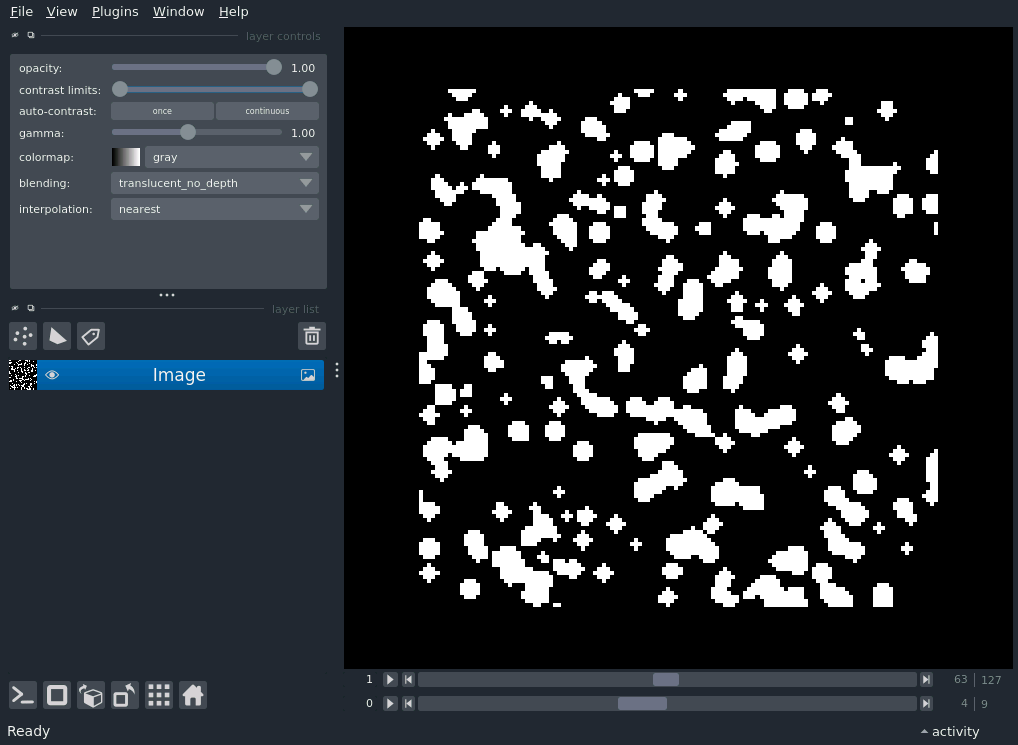 File View Plugins Window Help
layer controls
opacity: 1.00
contrast limits:
auto-contrast: once continuous
gamma: 1.00
colormap: gray
blending: translucent_no_depth
interpolation: nearest
layer list
Image
1 63 127
0 4 9
Ready activity